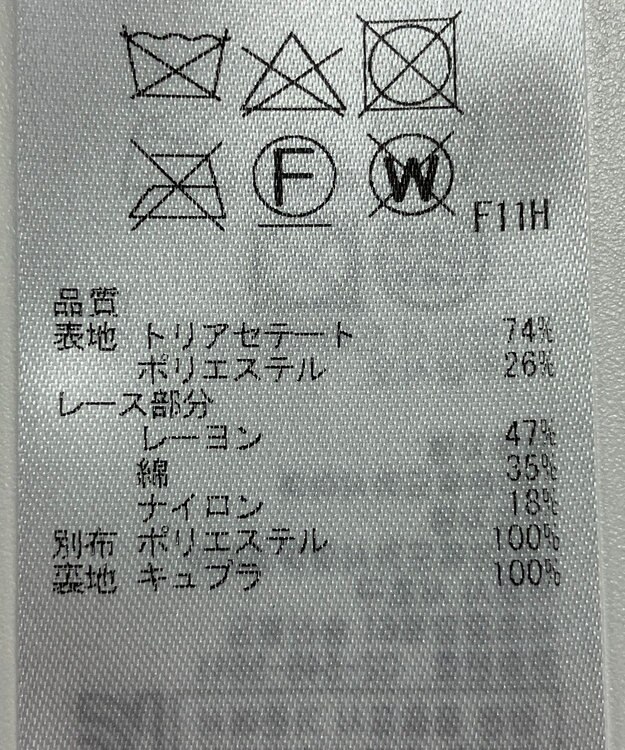 F W F11H
品質
表地 トリアセテート 74%
ポリエステル 26%
レース部分
レーヨン 47%
綿 35%
ナイロン 18%
別布 ポリエステル 100%
裏地 キュプラ 100%